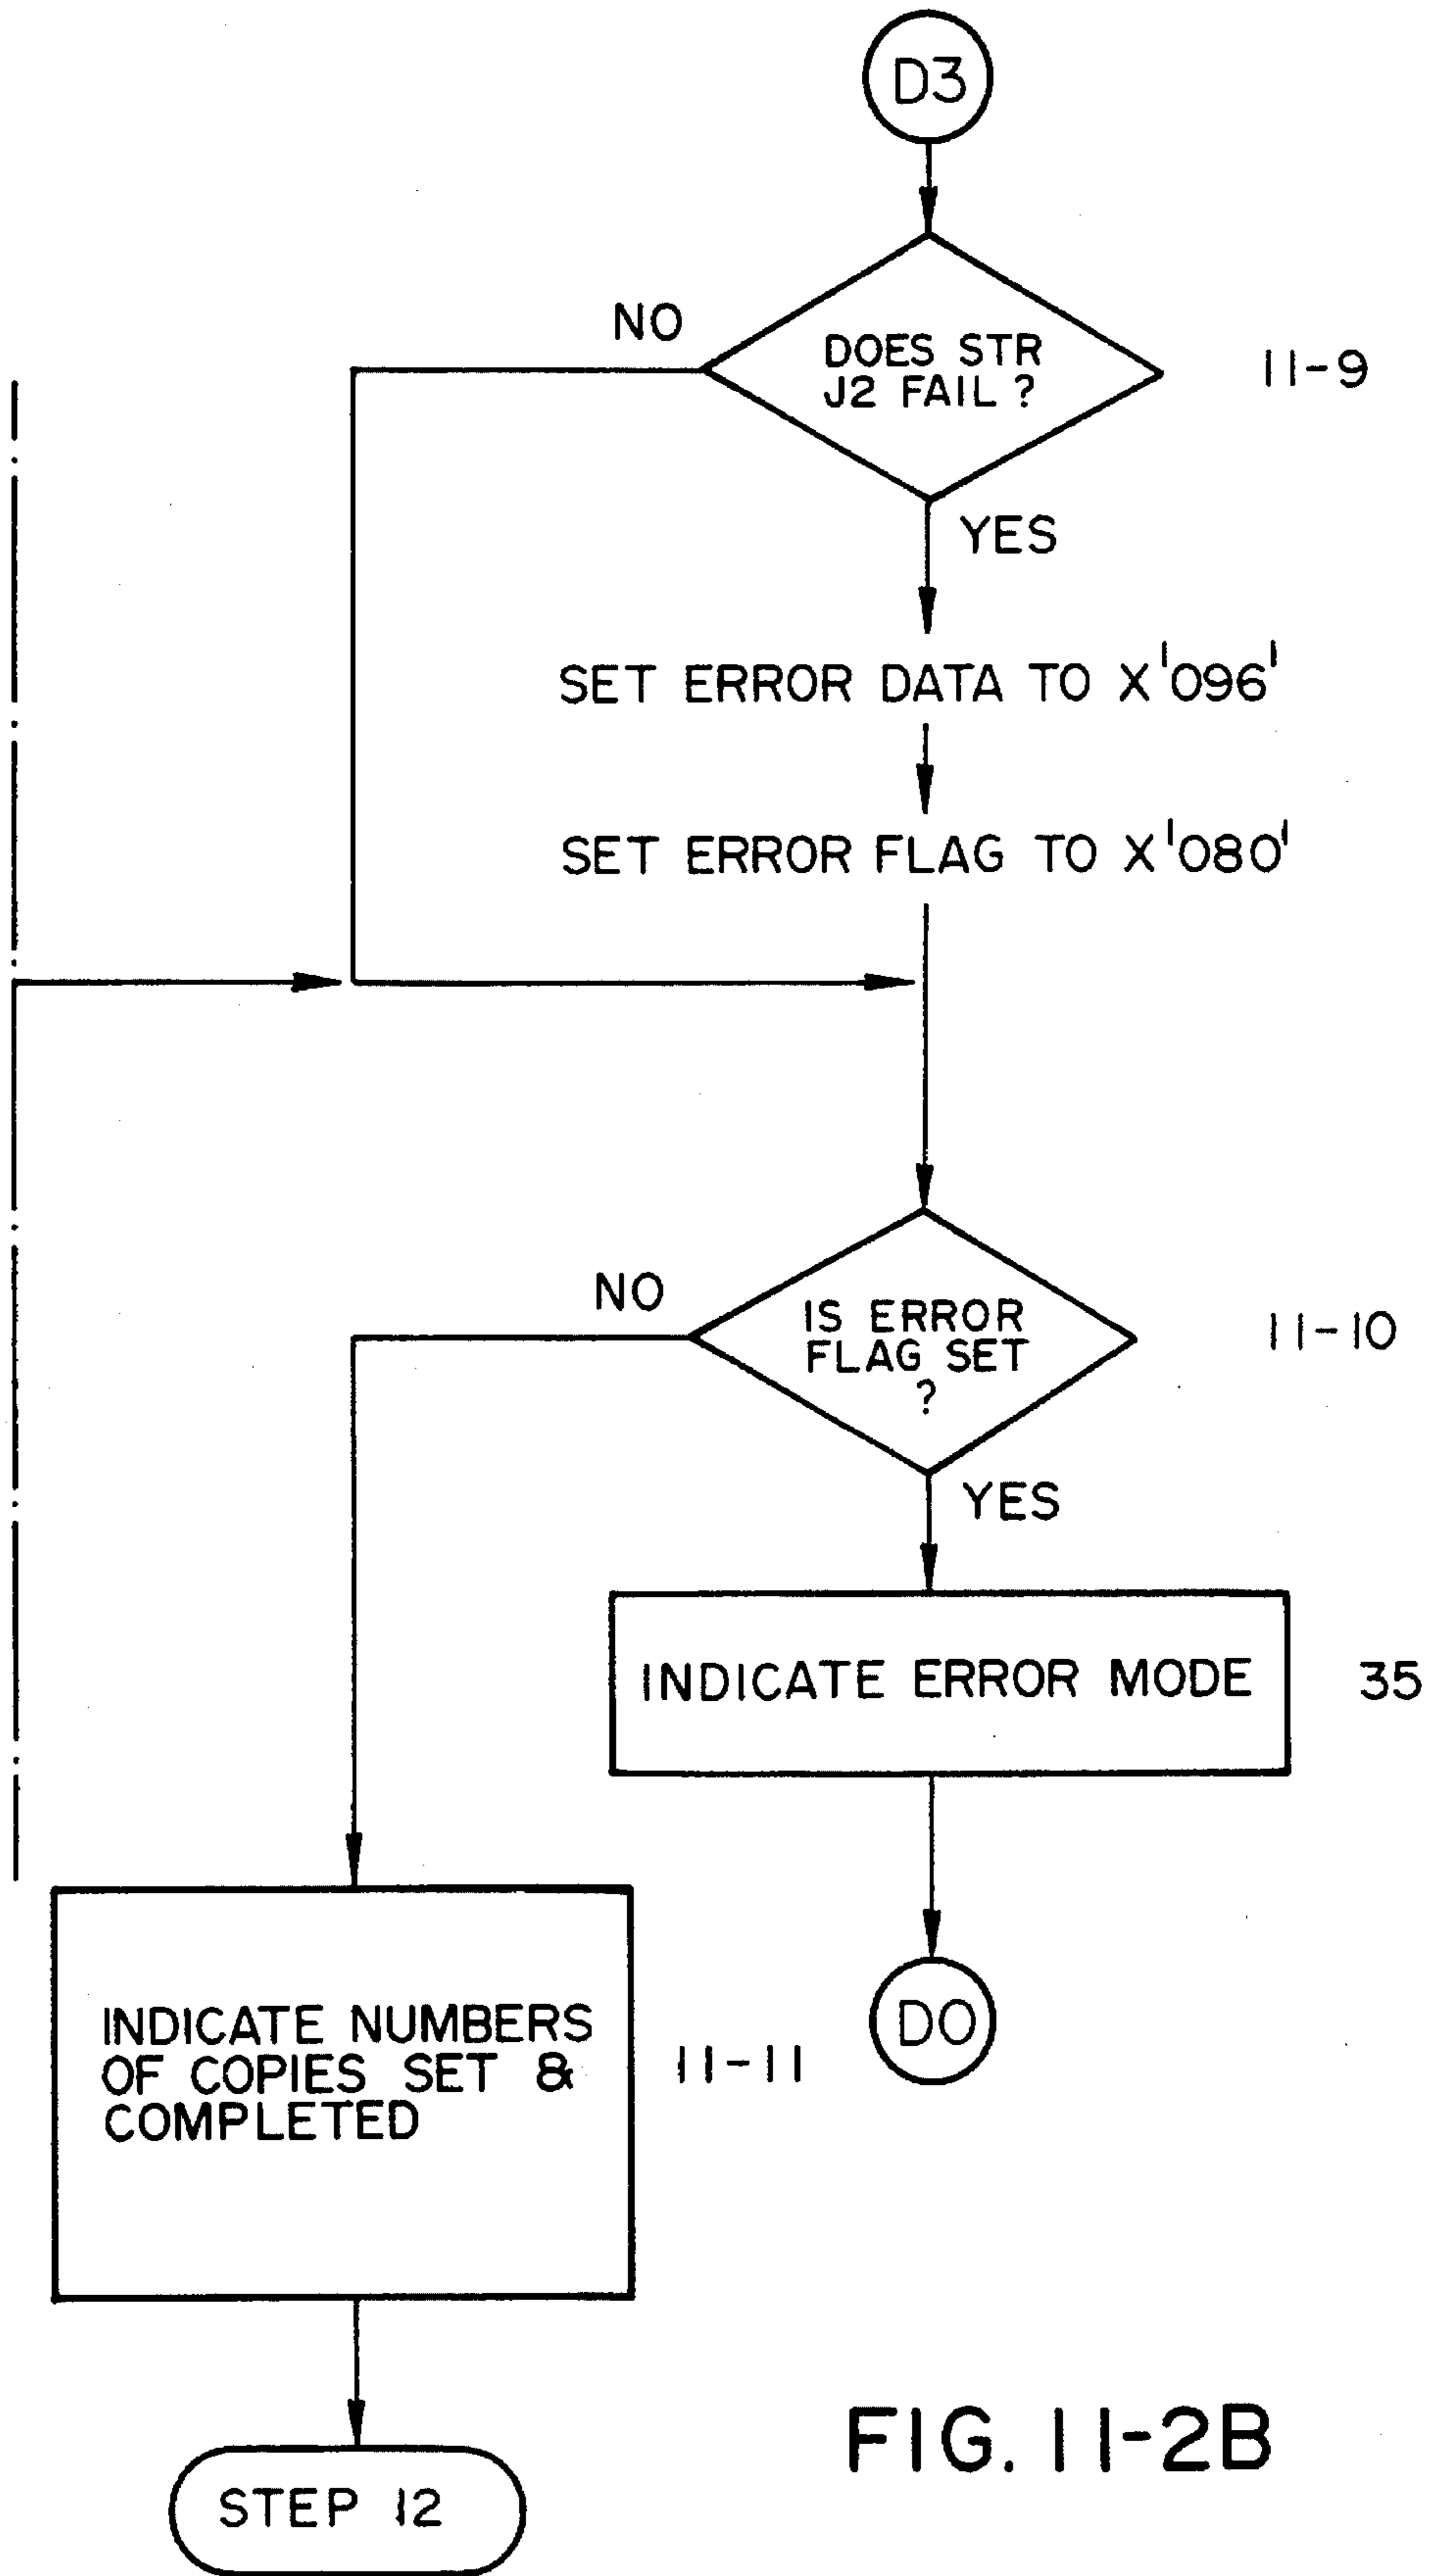 D3
NO
DOES STR
J2 FAIL ?
11-9
YES
SET ERROR DATA TO X'096'
SET ERROR FLAG TO X'080'
NO
IS ERROR
FLAG SET
?
11-10
YES
INDICATE ERROR MODE
35
INDICATE NUMBERS
OF COPIES SET &
COMPLETED
11-11
DO
STEP 12
FIG. 11-2B